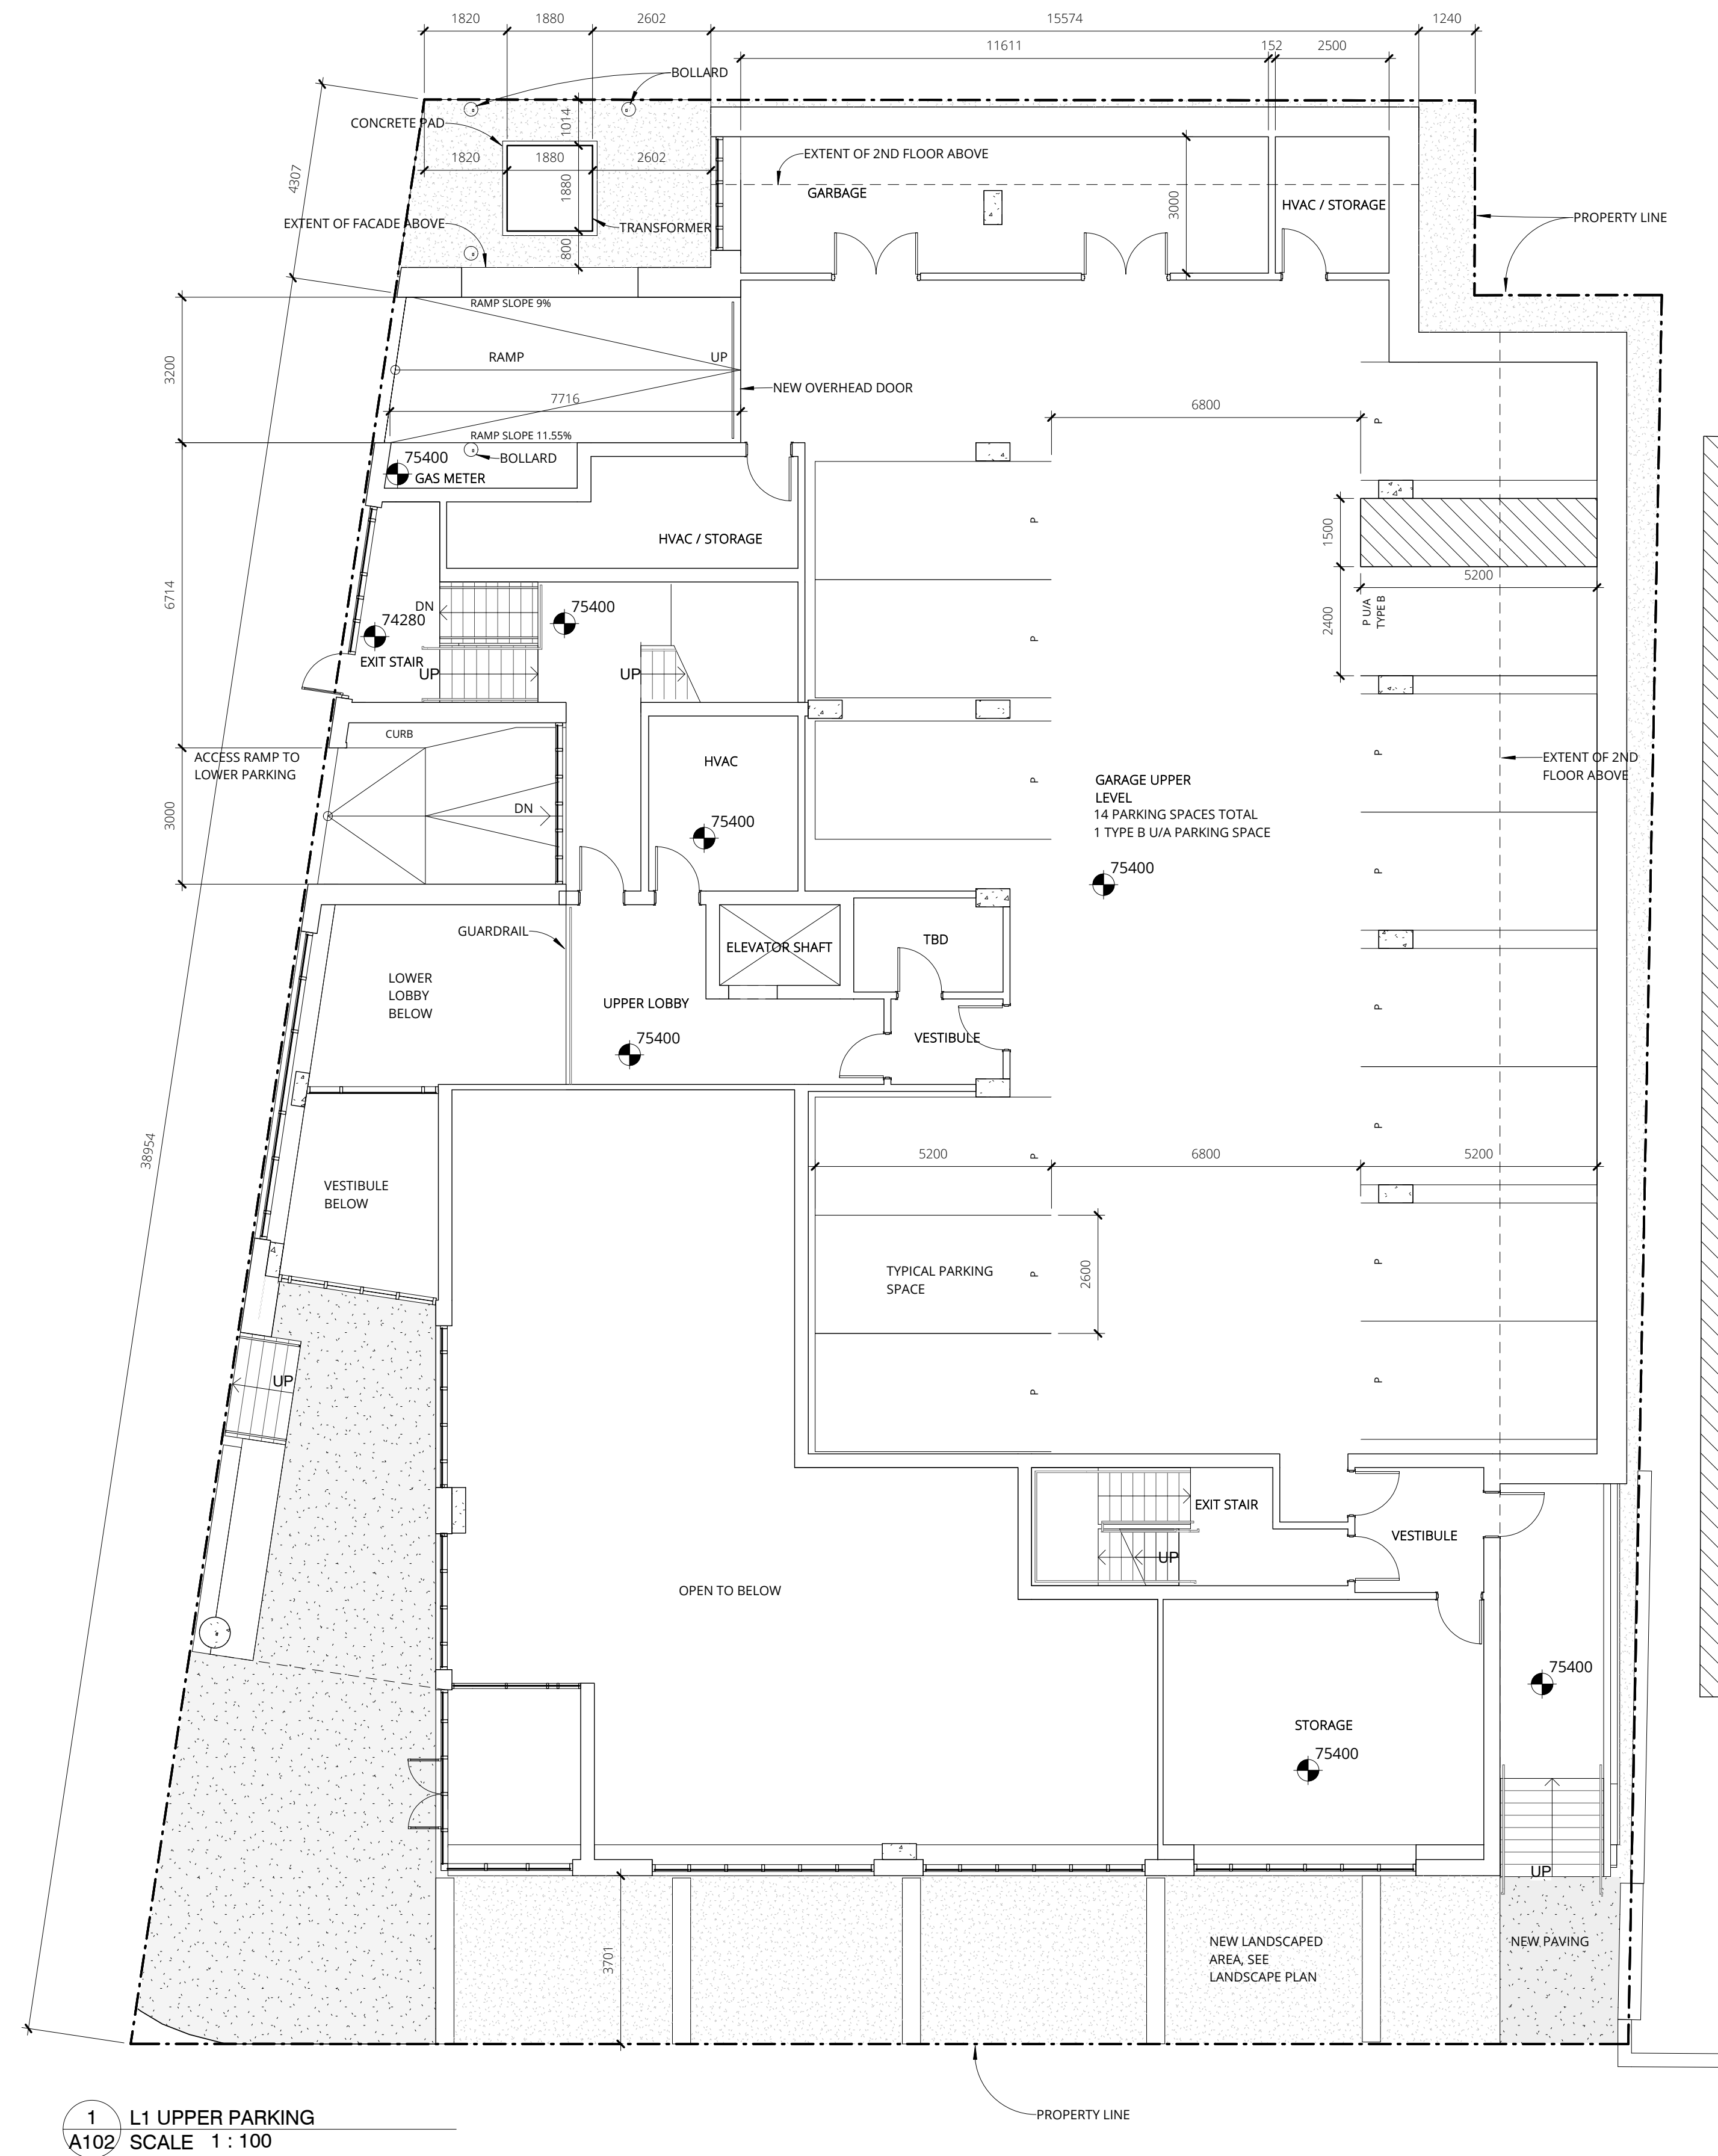 1820 1880 2602 15574 1240
11611 152 2500
BOLLARD
CONCRETE PAD
1014
1820 1880 2602
EXTENT OF 2ND FLOOR ABOVE
4307
1880
GARBAGE
3000
HVAC / STORAGE
EXTENT OF FACADE ABOVE
TRANSFORMER
PROPERTY LINE
800
RAMP SLOPE 9%
3200
RAMP
UP
NEW OVERHEAD DOOR
7716
6800
P
RAMP SLOPE 11.55%
75400
BOLLARD
GAS METER
P
1500
HVAC / STORAGE
5200
6714
DN
75400
74280
P U/A
TYPE B
2400
P
EXIT STAIR
UP
UP
CURB
ACCESS RAMP TO
LOWER PARKING
HVAC
P
P
EXTENT OF 2ND
FLOOR ABOVE
GARAGE UPPER
LEVEL
14 PARKING SPACES TOTAL
1 TYPE B U/A PARKING SPACE
3000
DN
75400
75400
P
GUARDRAIL
ELEVATOR SHAFT
TBD
LOWER
LOBBY
BELOW
UPPER LOBBY
P
75400
VESTIBULE
38954
P
5200 6800 5200
P
VESTIBULE
BELOW
TYPICAL PARKING
SPACE
P
2600
P
UP
P
P
EXIT STAIR
VESTIBULE
UP
OPEN TO BELOW
75400
STORAGE
75400
UP
3701
NEW LANDSCAPED
AREA, SEE
LANDSCAPE PLAN
NEW PAVING
PROPERTY LINE
1 L1 UPPER PARKING
A102 SCALE 1 : 100